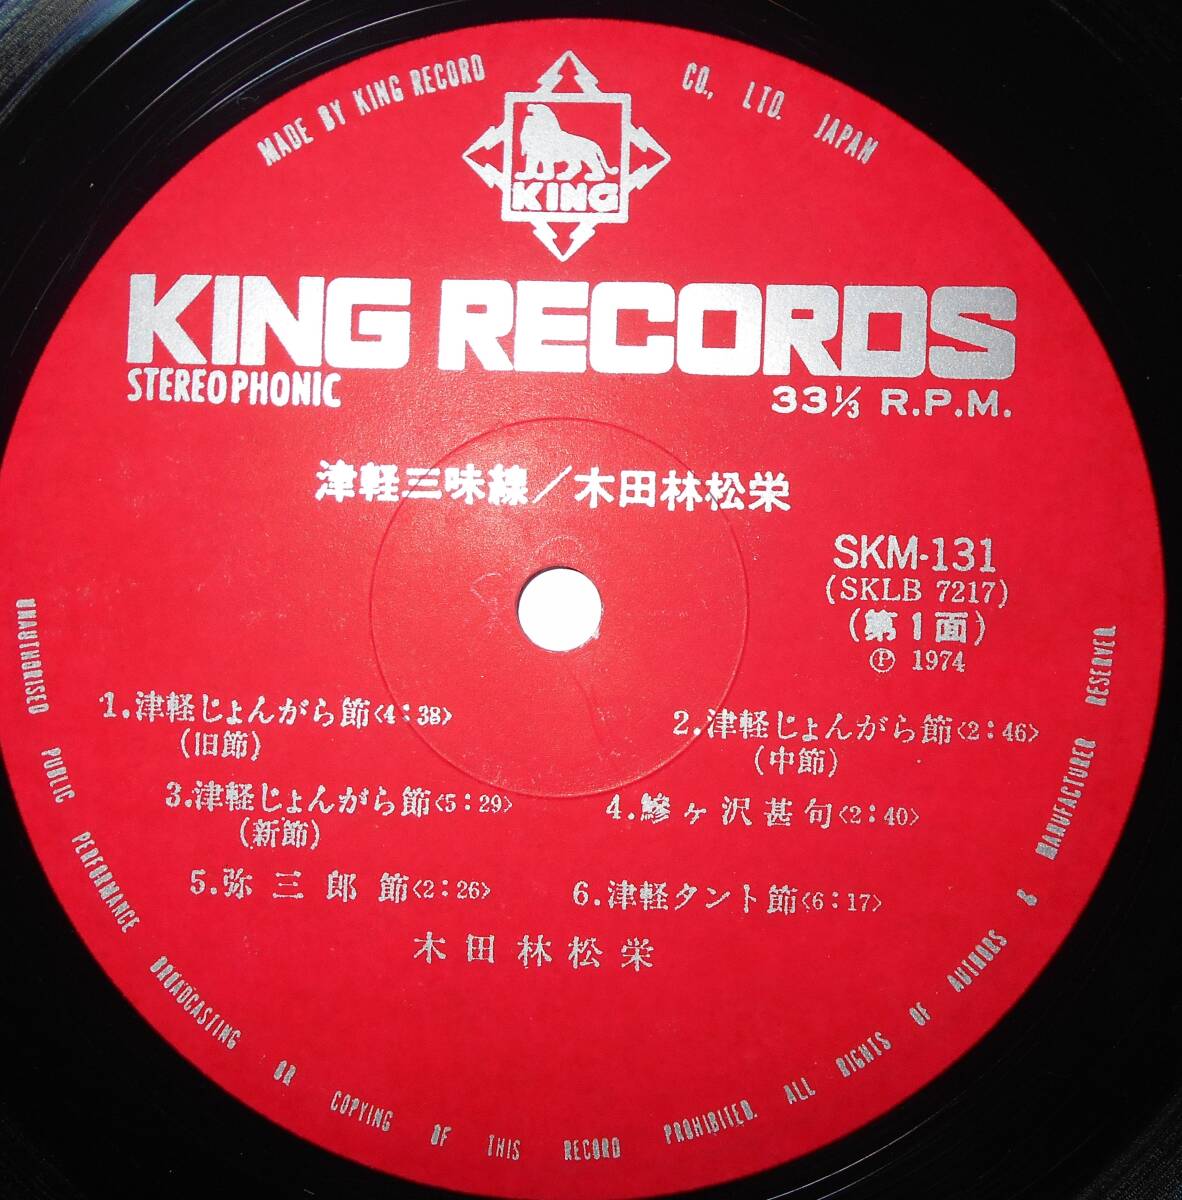 MADE BY KING RECORD CO., LTD. JAPAN
KING
KING RECORDS
STEREOPHONIC
33⅓ R.P.M.
津軽三味線/木田林松栄
SKM-131
(SKLB 7217)
(第1面)
Ⓟ 1974
1.津軽じょんがら節<4:38>
(旧節)
2.津軽じょんがら節<2:46>
(中節)
3.津軽じょんがら節<5:29>
(新節)
4.鰺ヶ沢甚句<2:40>
5.弥三郎節<2:26>
6.津軽タント節<6:17>
木田林松栄
UNAUTHORISED PUBLIC PERFORMANCE BROADCASTING OR COPYING OF THIS RECORD PROHIBITED. ALL RIGHTS OF AUTHORS & MANUFACTURER RESERVED